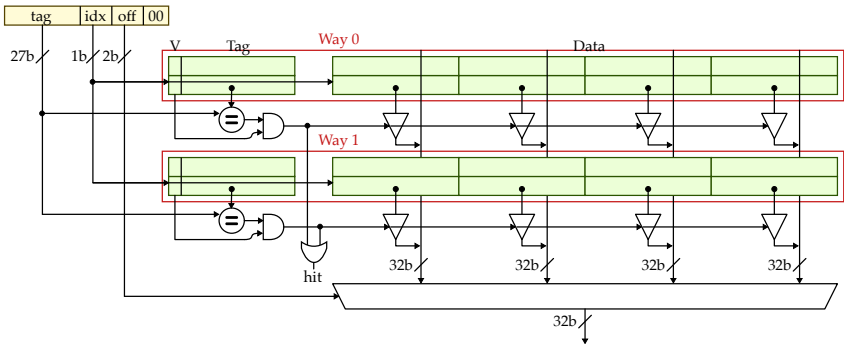 tag idx off 00
27b 1b 2b
V Tag Way 0 Data
=
Way 1
=
hit
32b 32b 32b 32b
32b